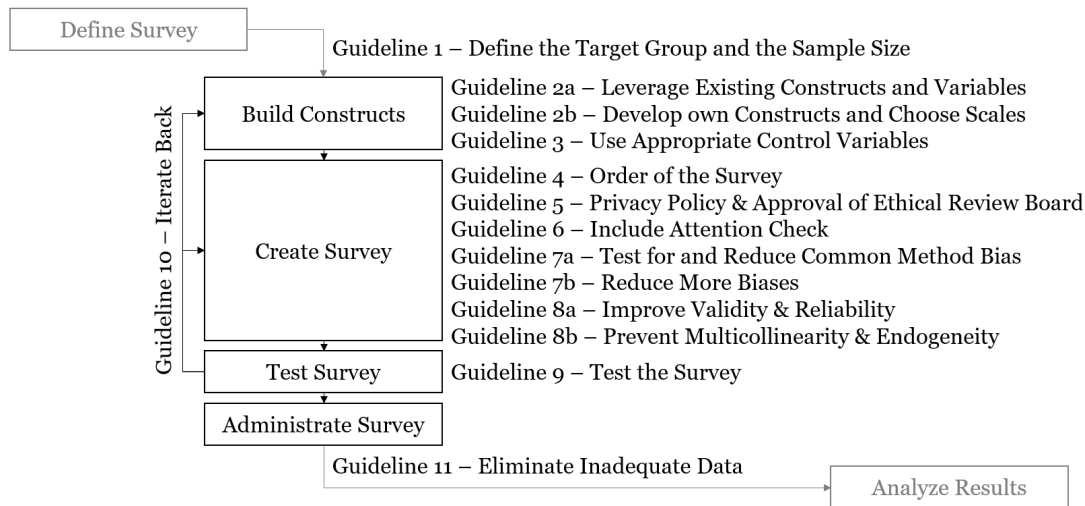 Define Survey
Guideline 1 – Define the Target Group and the Sample Size
Build Constructs
Guideline 2a – Leverage Existing Constructs and Variables
Guideline 2b – Develop own Constructs and Choose Scales
Guideline 3 – Use Appropriate Control Variables
Guideline 10 – Iterate Back
Create Survey
Guideline 4 – Order of the Survey
Guideline 5 – Privacy Policy & Approval of Ethical Review Board
Guideline 6 – Include Attention Check
Guideline 7a – Test for and Reduce Common Method Bias
Guideline 7b – Reduce More Biases
Guideline 8a – Improve Validity & Reliability
Guideline 8b – Prevent Multicollinearity & Endogeneity
Test Survey
Guideline 9 – Test the Survey
Administrate Survey
Guideline 11 – Eliminate Inadequate Data
Analyze Results